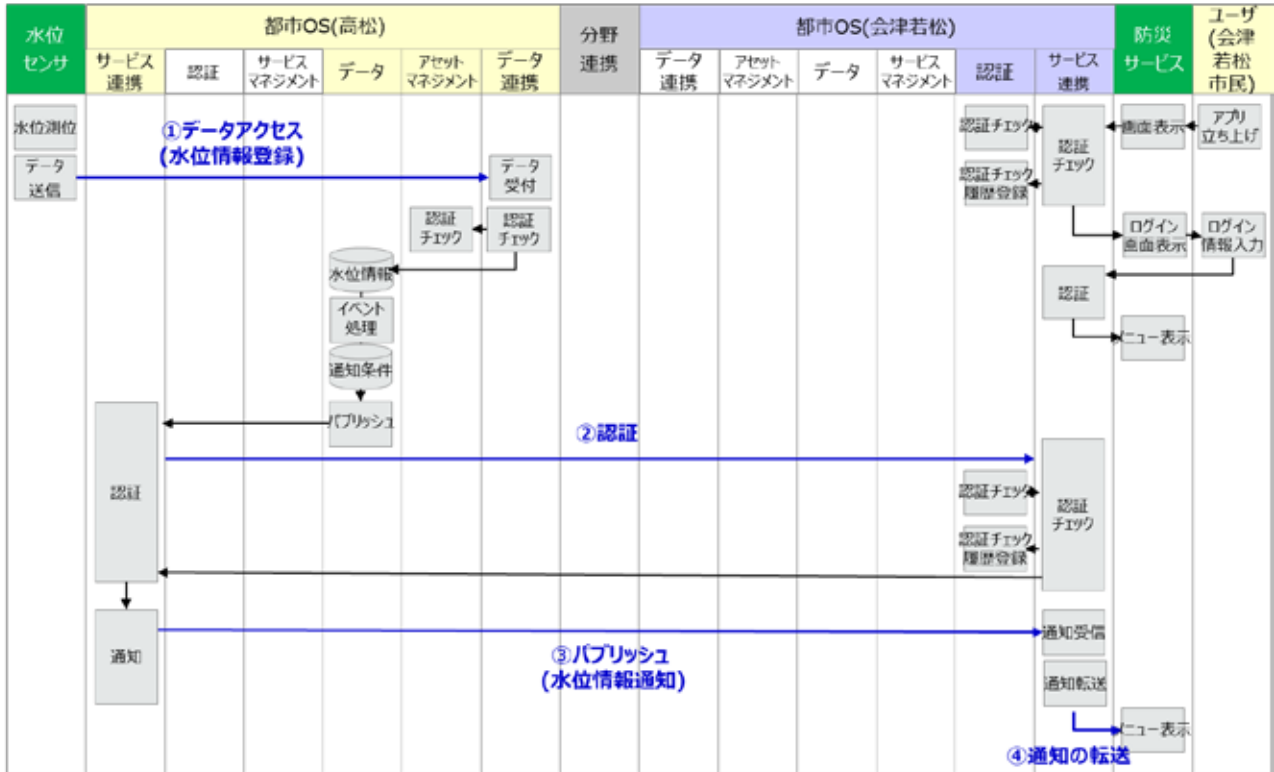 水位
センサ
都市OS(高松)
分野
連携
都市OS(会津若松)
防災
サービス
ユーザ
(会津
若松
市民)
サービス
連携
認証
サービス
マネジメント
データ
アセット
マネジメント
データ
連携
データ
連携
アセット
マネジメント
データ
サービス
マネジメント
認証
サービス
連携
水位測位
①データアクセス
(水位情報登録)
データ
送信
データ
受付
認証
チェック
認証
チェック
水位情報
イベント
処理
通知条件
パブリッシュ
認証チェック
認証
チェック
画面表示
アプリ
立ち上げ
認証チェック
履歴登録
ログイン
画面表示
ログイン
情報入力
認証
メニュー表示
②認証
認証
認証チェック
認証
チェック
認証チェック
履歴登録
通知
通知受信
③パブリッシュ
(水位情報通知)
通知転送
メニュー表示
④通知の転送